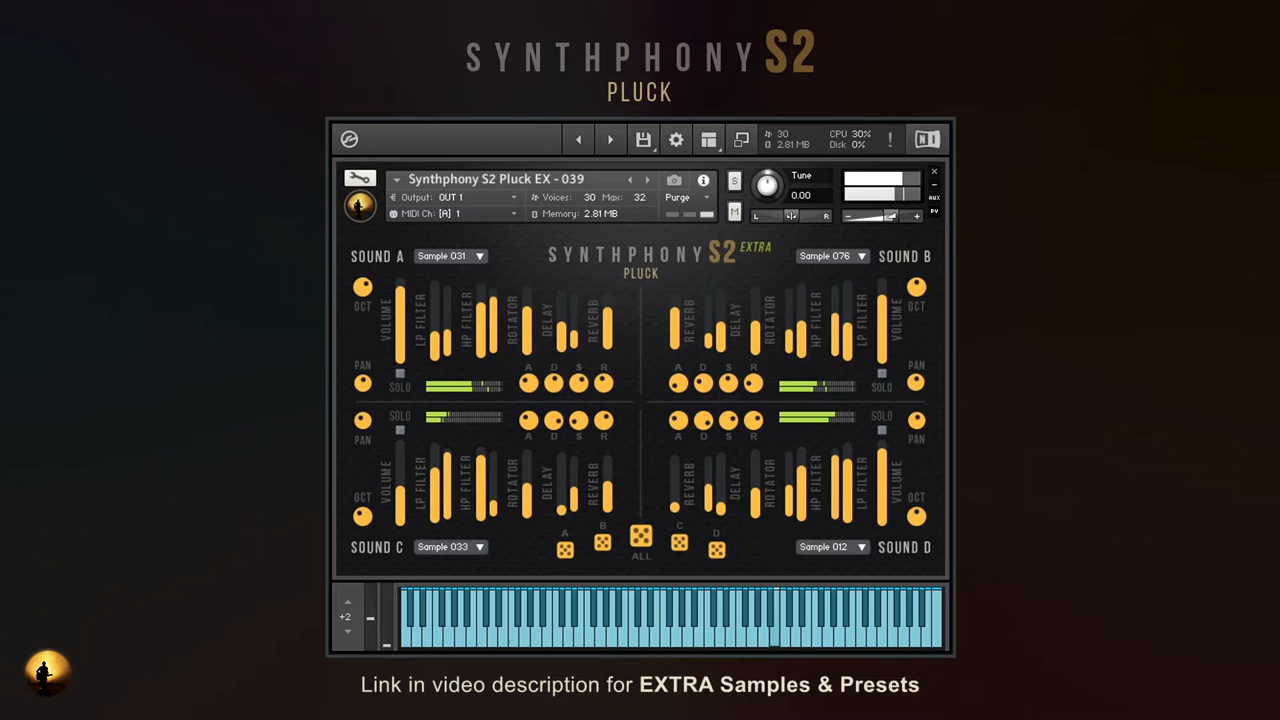 SYNTHPHONY S2
PLUCK
30
2.81 MB
CPU 30%
Disk 0%
!
NI
Synthphony S2 Pluck EX - 039
Output: OUT 1
Voices: 30 Max: 32
Purge
MIDI Ch: [A] 1
Memory: 2.81 MB
S
M
Tune
0.00
L R
- +
AUX
PV
SYNTHPHONY S2 EXTRA
PLUCK
SOUND A Sample 031
Sample 076 SOUND B
OCT VOLUME LP FILTER HP FILTER ROTATOR DELAY REVERB
REVERB DELAY ROTATOR LP FILTER HP FILTER VOLUME OCT
PAN SOLO A D S R
A D S R SOLO PAN
PAN SOLO A D S R
A D S R SOLO PAN
OCT VOLUME LP FILTER HP FILTER ROTATOR DELAY REVERB
REVERB DELAY ROTATOR LP FILTER HP FILTER VOLUME OCT
A B ALL C D
SOUND C Sample 033
Sample 012 SOUND D
+2
Link in video description for EXTRA Samples & Presets